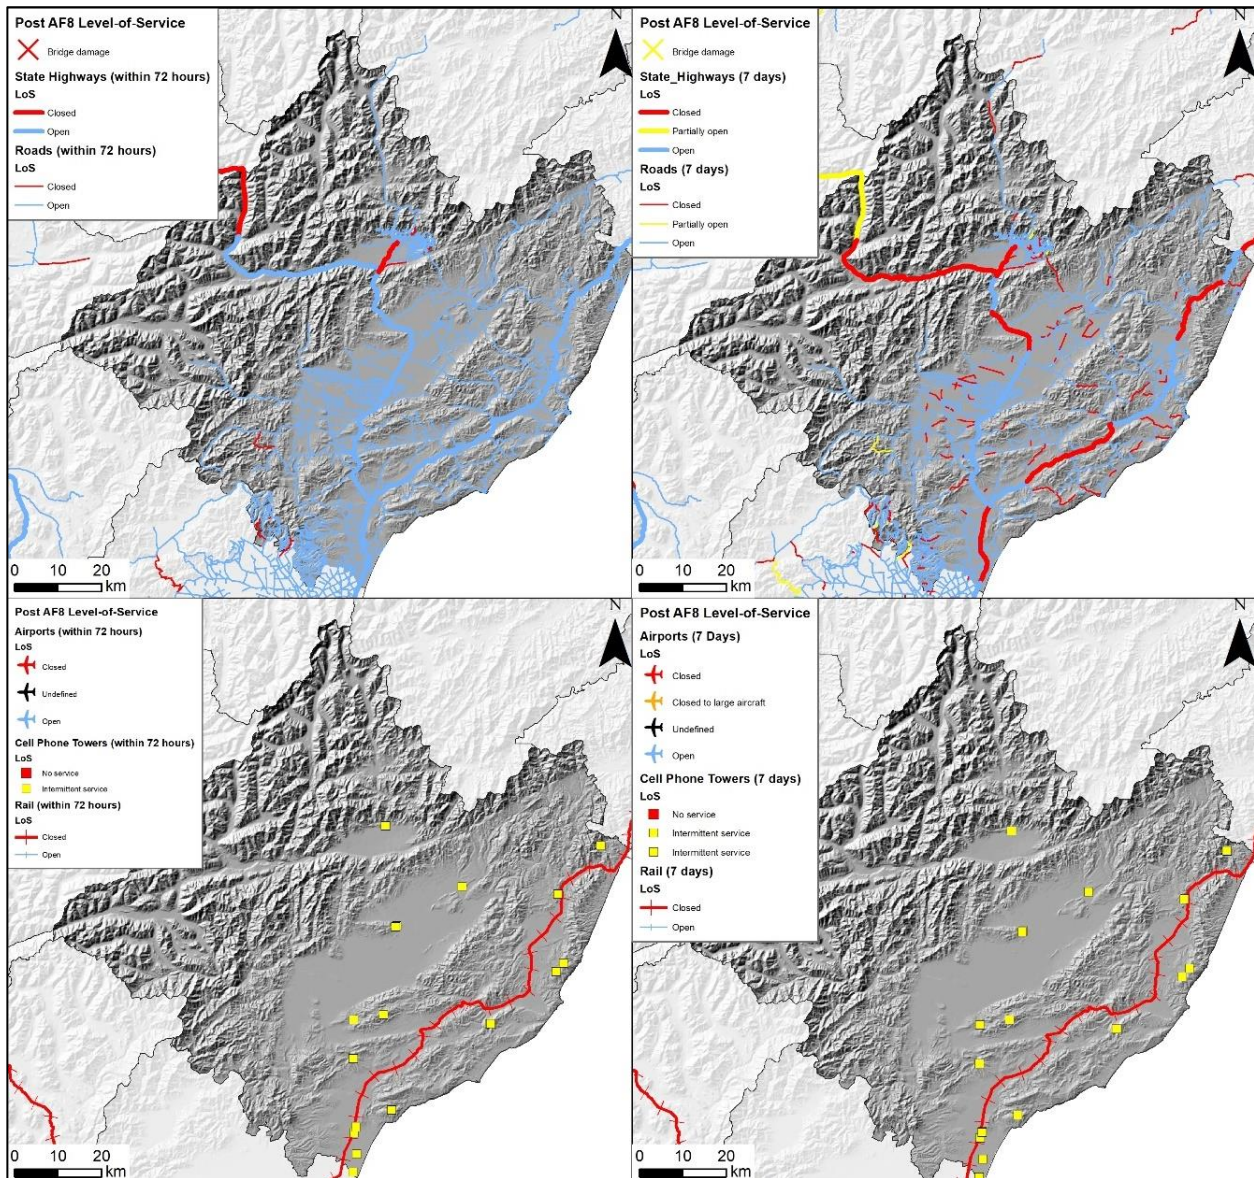 Post AF8 Level-of-Service
Bridge damage
State Highways (within 72 hours)
LoS
Closed
Open
Roads (within 72 hours)
LoS
Closed
Open
N
0 10 20
km
Post AF8 Level-of-Service
Bridge damage
State_Highways (7 days)
LoS
Closed
Partially open
Open
Roads (7 days)
LoS
Closed
Partially open
Open
N
0 10 20
km
Post AF8 Level-of-Service
Airports (within 72 hours)
LoS
Closed
Undefined
Open
Cell Phone Towers (within 72 hours)
LoS
No service
Intermittent service
Rail (within 72 hours)
LoS
Closed
Open
N
0 10 20
km
Post AF8 Level-of-Service
Airports (7 Days)
LoS
Closed
Closed to large aircraft
Undefined
Open
Cell Phone Towers (7 days)
LoS
No service
Intermittent service
Intermittent service
Rail (7 days)
LoS
Closed
Open
N
0 10 20
km